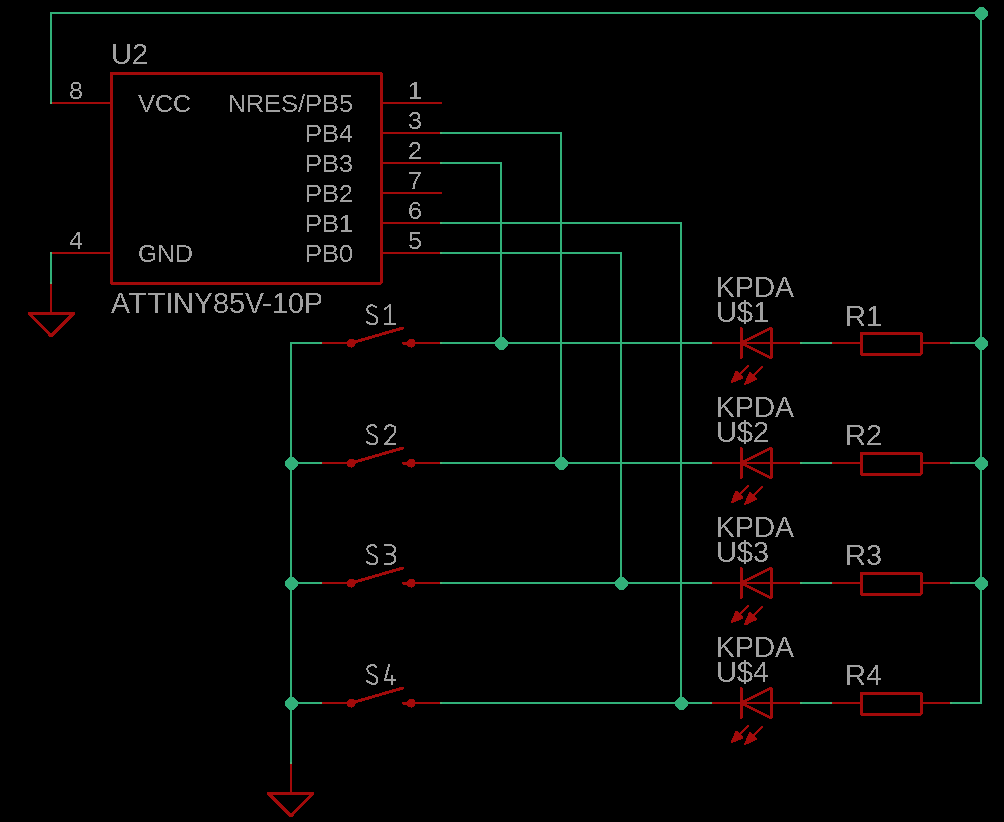 U2
8 VCC NRES/PB5 1
PB4 3
PB3 2
PB2 7
PB1 6
4 GND PB0 5
ATTINY85V-10P
S1 KPDA R1
U$1
S2 KPDA R2
U$2
S3 KPDA R3
U$3
S4 KPDA R4
U$4